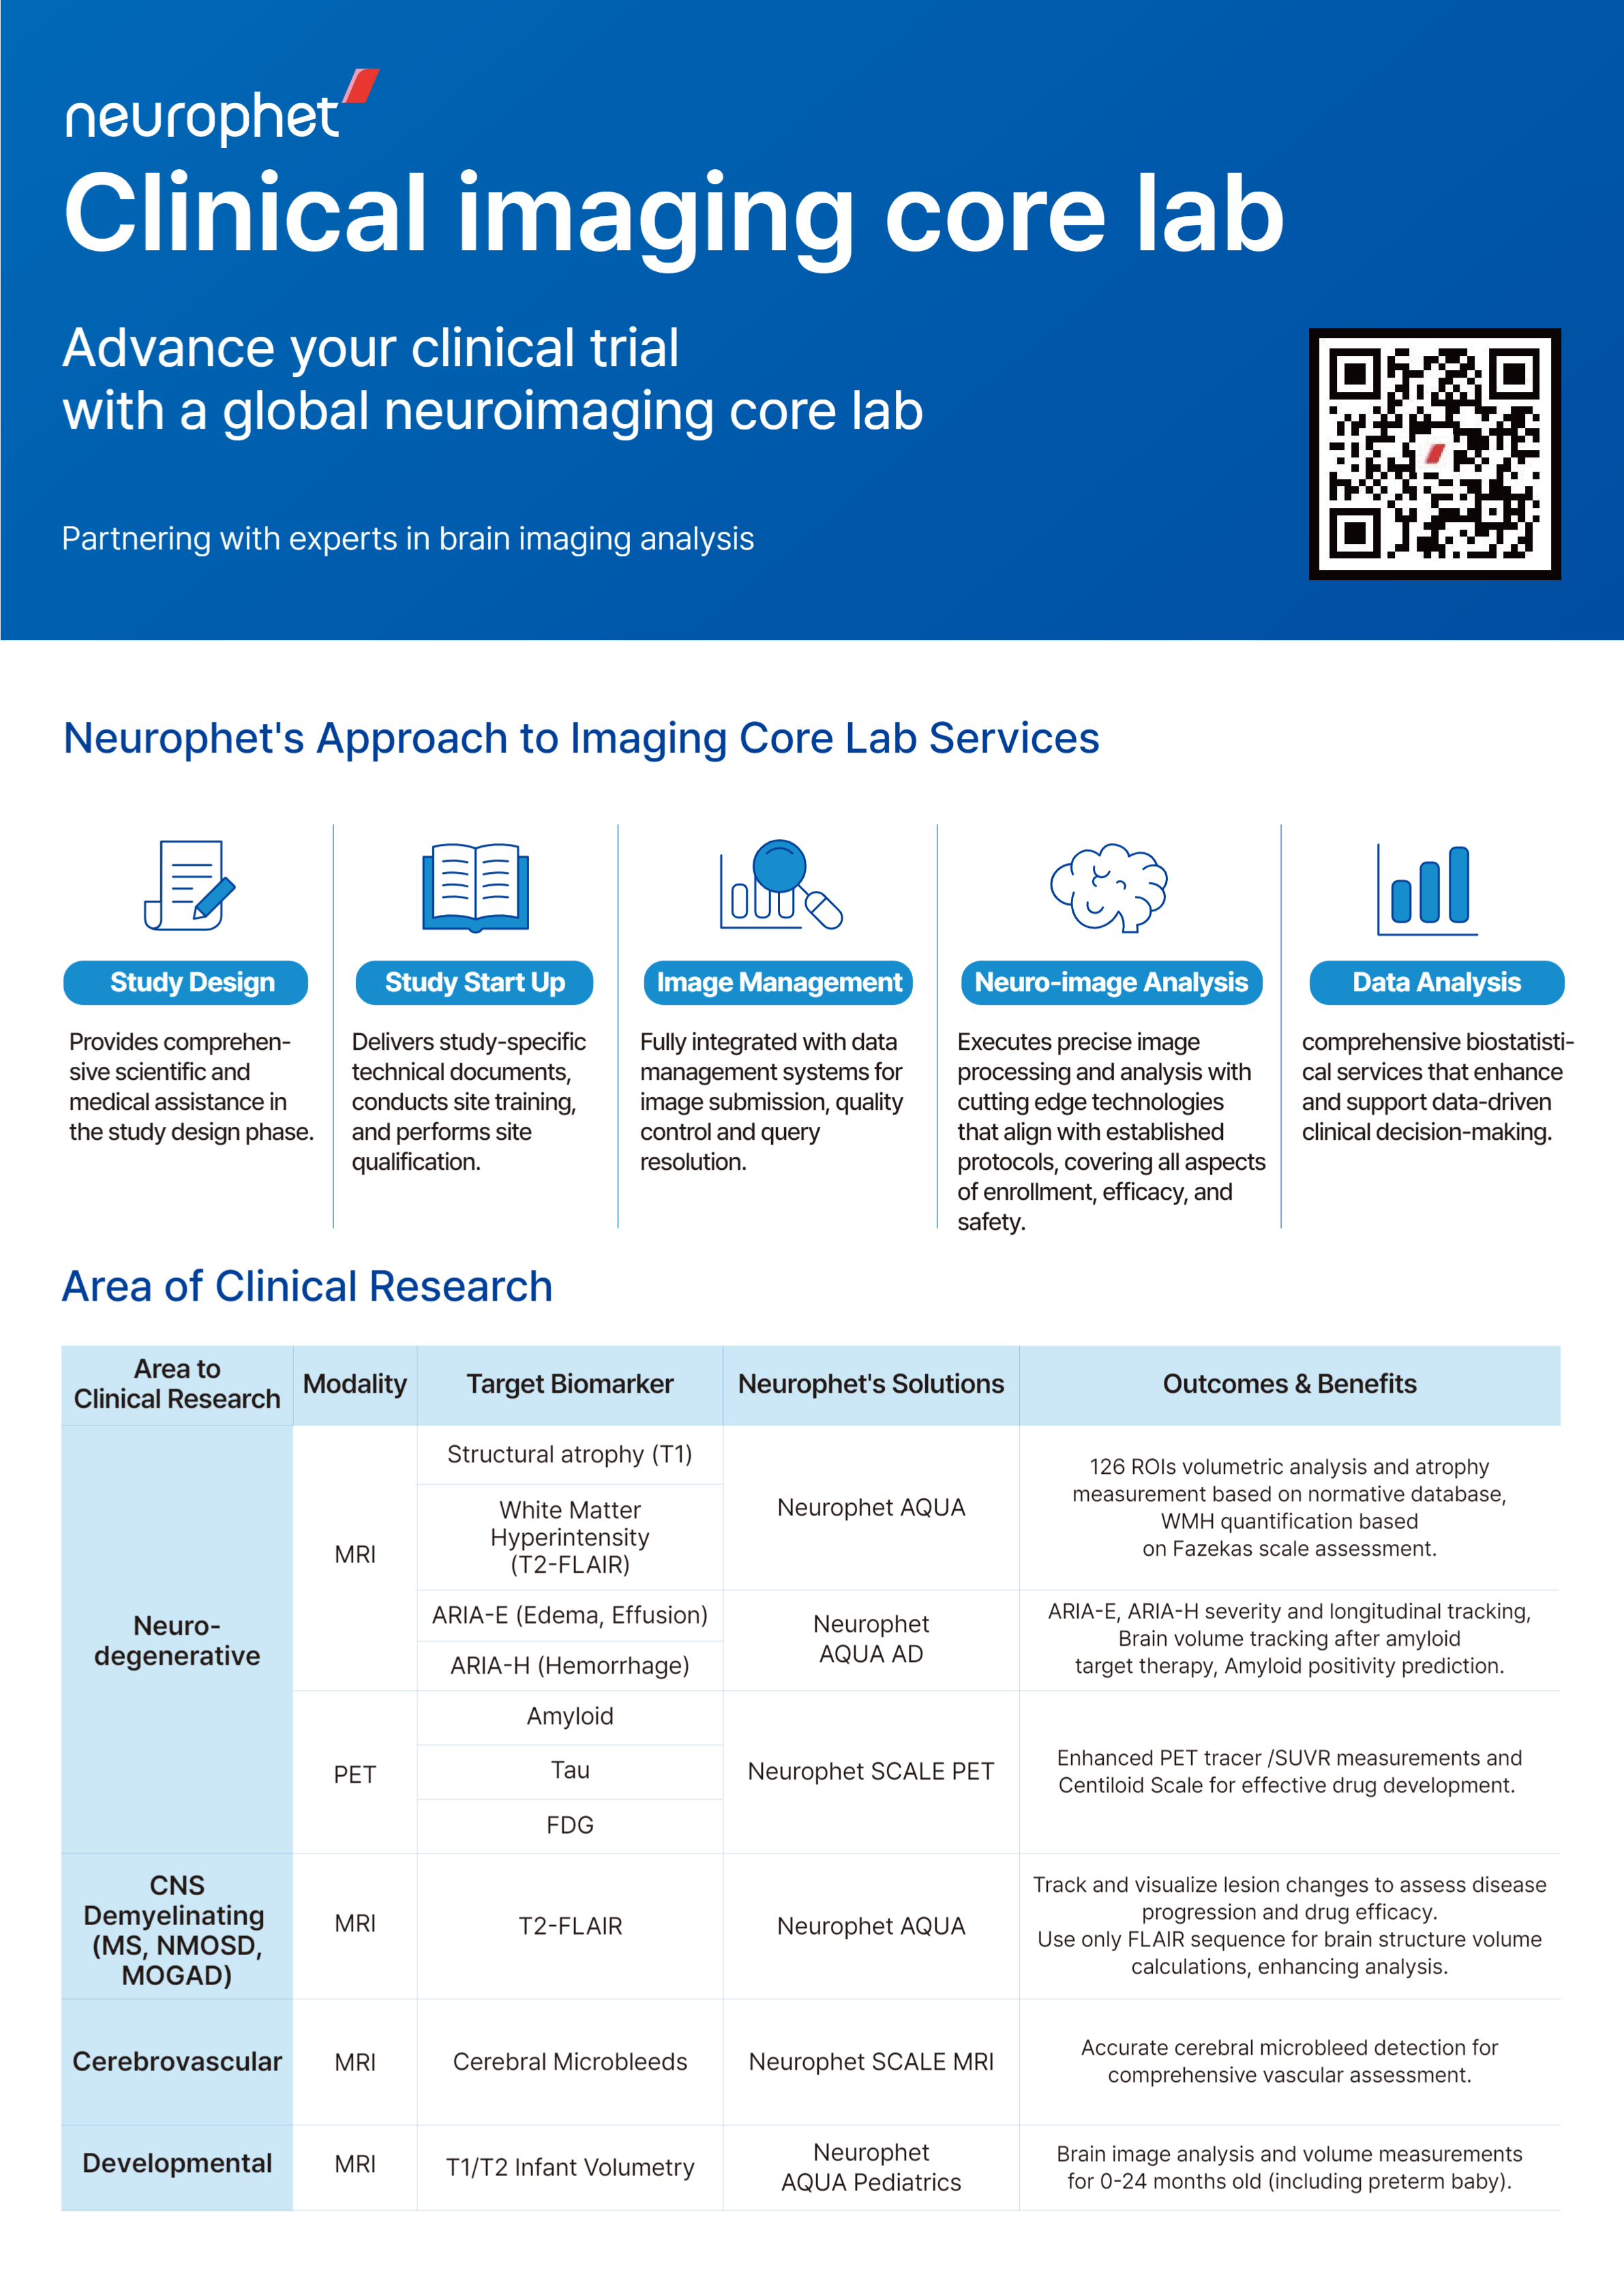 neurophet
Clinical imaging core lab
Advance your clinical trial
with a global neuroimaging core lab
Partnering with experts in brain imaging analysis
Neurophet's Approach to Imaging Core Lab Services
Study Design
Provides comprehen-
sive scientific and
medical assistance in
the study design phase.
Study Start Up
Delivers study-specific
technical documents,
conducts site training,
and performs site
qualification.
Image Management
Fully integrated with data
management systems for
image submission, quality
control and query
resolution.
Neuro-image Analysis
Executes precise image
processing and analysis with
cutting edge technologies
that align with established
protocols, covering all aspects
of enrollment, efficacy, and
safety.
Data Analysis
comprehensive biostatisti-
cal services that enhance
and support data-driven
clinical decision-making.
Area of Clinical Research
Area to
Clinical Research
Modality
Target Biomarker
Neurophet's Solutions
Outcomes & Benefits
Neuro-
degenerative
MRI
Structural atrophy (T1)
White Matter
Hyperintensity
(T2-FLAIR)
Neurophet AQUA
126 ROIs volumetric analysis and atrophy
measurement based on normative database,
WMH quantification based
on Fazekas scale assessment.
ARIA-E (Edema, Effusion)
ARIA-H (Hemorrhage)
Neurophet
AQUA AD
ARIA-E, ARIA-H severity and longitudinal tracking,
Brain volume tracking after amyloid
target therapy, Amyloid positivity prediction.
PET
Amyloid
Tau
FDG
Neurophet SCALE PET
Enhanced PET tracer /SUVR measurements and
Centiloid Scale for effective drug development.
CNS
Demyelinating
(MS, NMOSD,
MOGAD)
MRI
T2-FLAIR
Neurophet AQUA
Track and visualize lesion changes to assess disease
progression and drug efficacy.
Use only FLAIR sequence for brain structure volume
calculations, enhancing analysis.
Cerebrovascular
MRI
Cerebral Microbleeds
Neurophet SCALE MRI
Accurate cerebral microbleed detection for
comprehensive vascular assessment.
Developmental
MRI
T1/T2 Infant Volumetry
Neurophet
AQUA Pediatrics
Brain image analysis and volume measurements
for 0-24 months old (including preterm baby).